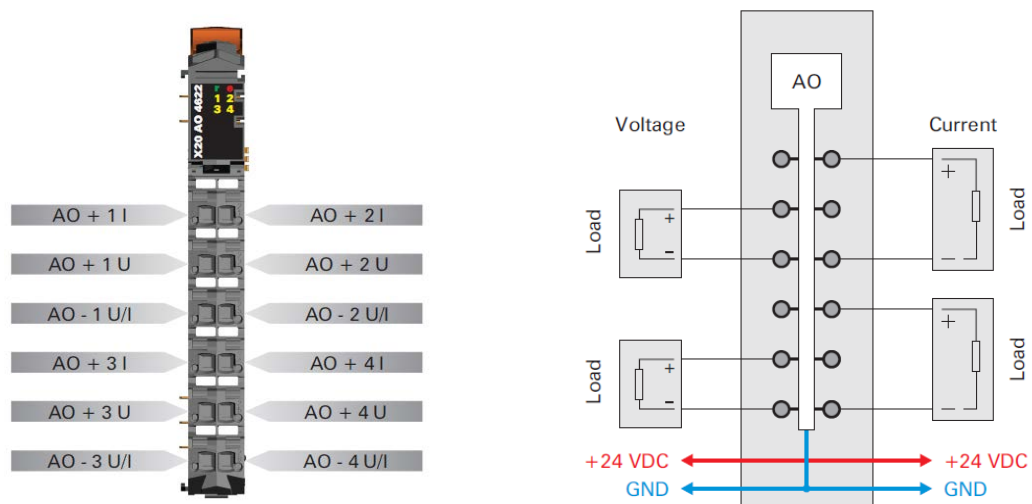 X20 AO 4622
r e
1 2
3 4
AO + 1 I
AO + 2 I
AO + 1 U
AO + 2 U
AO - 1 U/I
AO - 2 U/I
AO + 3 I
AO + 4 I
AO + 3 U
AO + 4 U
AO - 3 U/I
AO - 4 U/I
AO
Voltage
Current
Load
+
-
Load
+
-
Load
+
-
Load
+
-
+24 VDC
+24 VDC
GND
GND